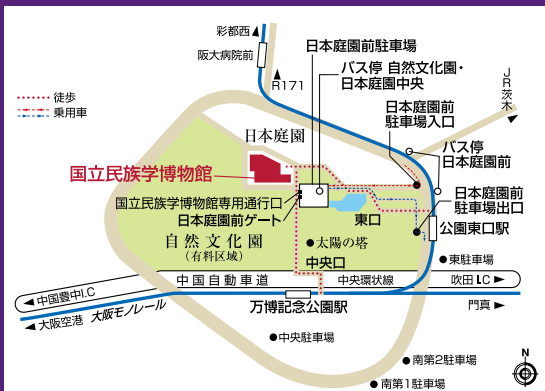 彩都西
阪大病院前
R171
日本庭園前駐車場
バス停 自然文化園・
日本庭園中央
JR茨木
徒歩
乗用車
日本庭園前
駐車場入口
日本庭園
バス停
日本庭園前
国立民族学博物館
国立民族学博物館専用通行口
日本庭園前ゲート
日本庭園前
駐車場出口
東口
公園東口駅
自然文化園
(有料区域)
太陽の塔
中央口
東駐車場
中国自動車道
中央環状線
吹田I.C
中国豊中I.C
大阪空港
大阪モノレール
万博記念公園駅
門真
中央駐車場
南第2駐車場
南第1駐車場
N